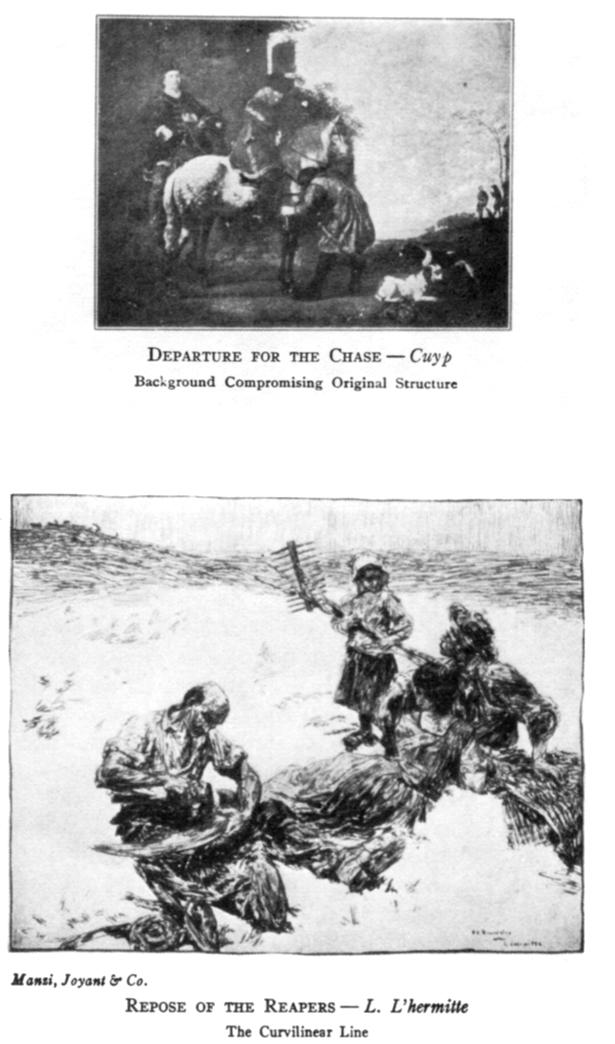 DEPARTURE FOR THE CHASE — Cuyp
Background Compromising Original Structure
Manzi, Joyant & Co.
REPOSE OF THE REAPERS — L. L'hermitte
The Curvilinear Line